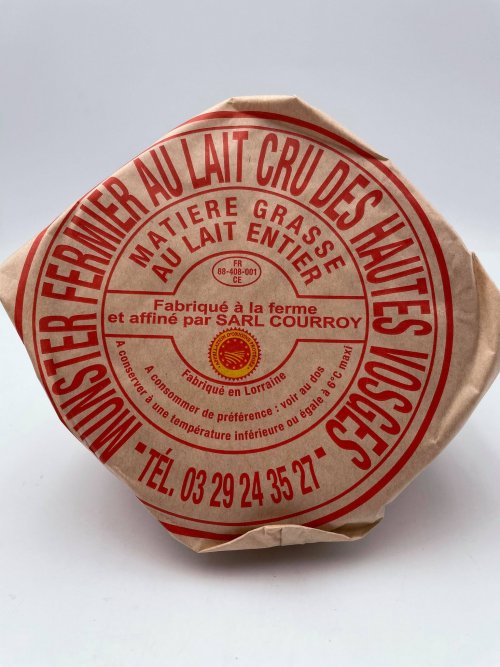 MUNSTER FERMIER AU LAIT CRU DES HAUTES VOSGES
MATIERE GRASSE
AU LAIT ENTIER
FR
88-408-001
CE
Fabriqué à la ferme
et affiné par SARL COURROY
Fabriqué en Lorraine
A consommer de préférence : voir au dos
A conserver à une température inférieure ou égale à 6°C maxi
- TÉL. 03 29 24 35 27 -